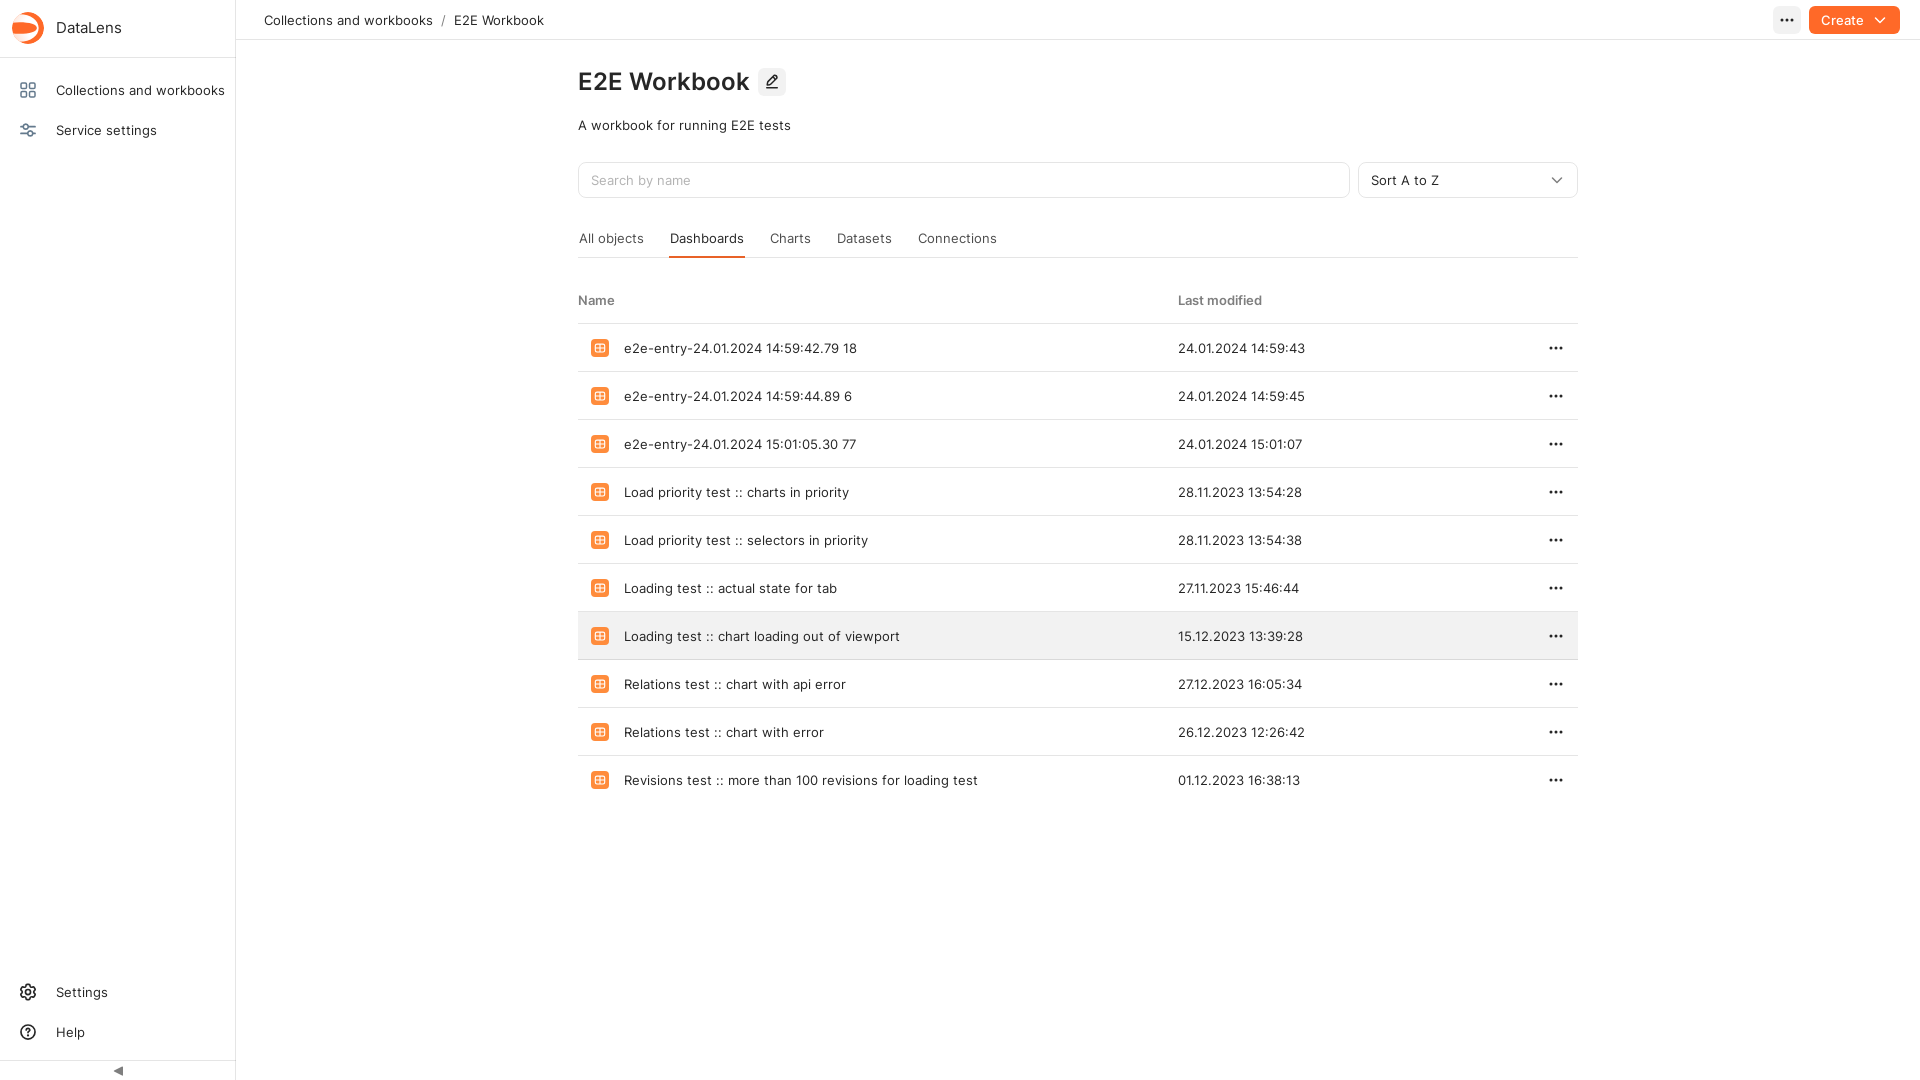 DataLens
Collections and workbooks / E2E Workbook
Create
Collections and workbooks
Service settings
E2E Workbook
A workbook for running E2E tests
Search by name
Sort A to Z
All objects Dashboards Charts Datasets Connections
Name Last modified
e2e-entry-24.01.2024 14:59:42.79 18 24.01.2024 14:59:43
e2e-entry-24.01.2024 14:59:44.89 6 24.01.2024 14:59:45
e2e-entry-24.01.2024 15:01:05.30 77 24.01.2024 15:01:07
Load priority test :: charts in priority 28.11.2023 13:54:28
Load priority test :: selectors in priority 28.11.2023 13:54:38
Loading test :: actual state for tab 27.11.2023 15:46:44
Loading test :: chart loading out of viewport 15.12.2023 13:39:28
Relations test :: chart with api error 27.12.2023 16:05:34
Relations test :: chart with error 26.12.2023 12:26:42
Revisions test :: more than 100 revisions for loading test 01.12.2023 16:38:13
Settings
Help